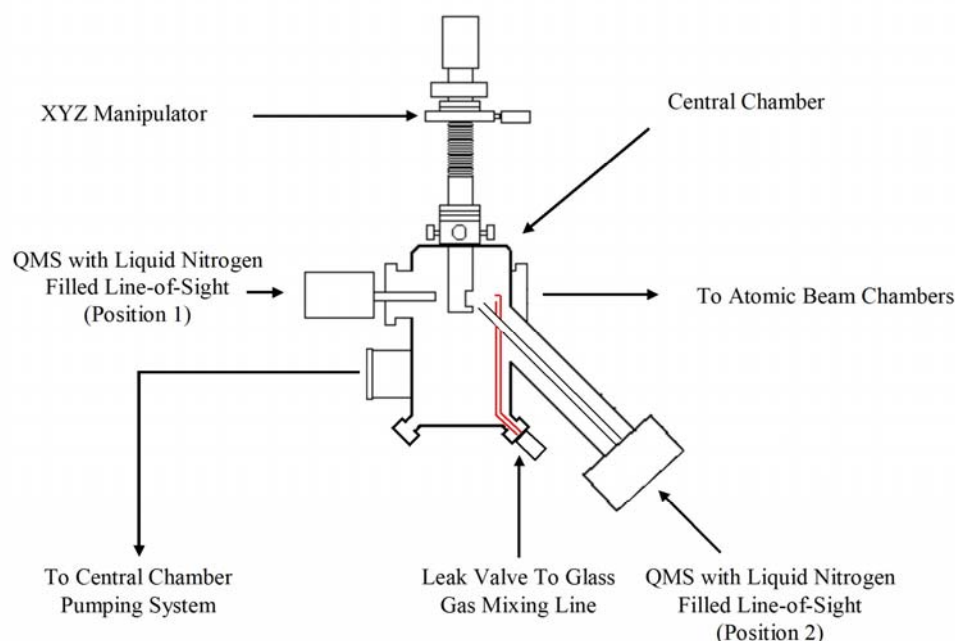 XYZ Manipulator
Central Chamber
QMS with Liquid Nitrogen
Filled Line-of-Sight
(Position 1)
To Atomic Beam Chambers
To Central Chamber
Pumping System
Leak Valve To Glass
Gas Mixing Line
QMS with Liquid Nitrogen
Filled Line-of-Sight
(Position 2)